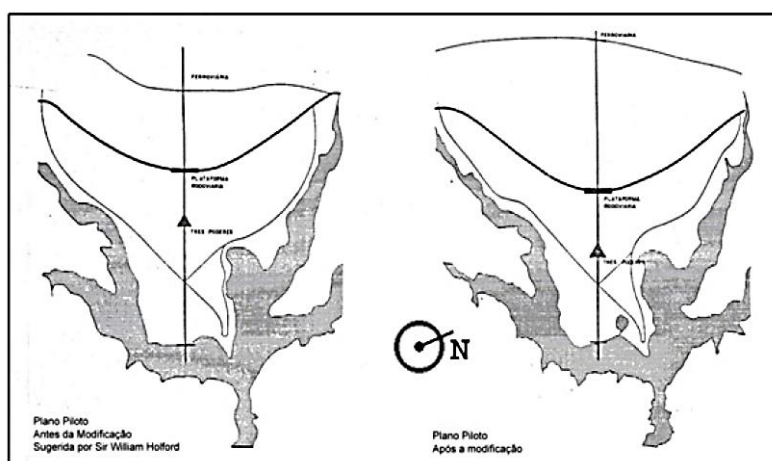 FERROVIARIA
PLATAFORMA
RODOVIARIA
TRES PODERES
Plano Piloto
Antes da Modificação
Sugerida por Sir William Holford
FERROVIARIA
PLATAFORMA
RODOVIARIA
TRES PODERES
N
Plano Piloto
Após a modificação